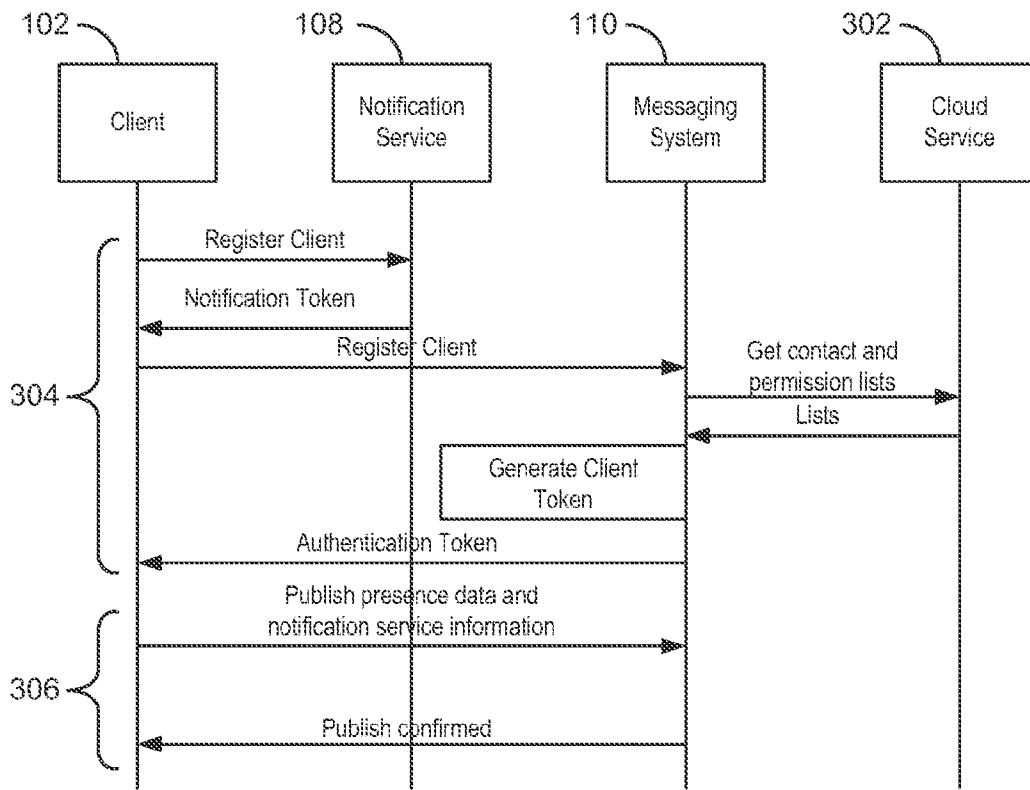 102
108
110
302
Client
Notification
Service
Messaging
System
Cloud
Service
Register Client
Notification Token
Register Client
Get contact and
permission lists
Lists
304
Generate Client
Token
Authentication Token
Publish presence data and
notification service information
306
Publish confirmed